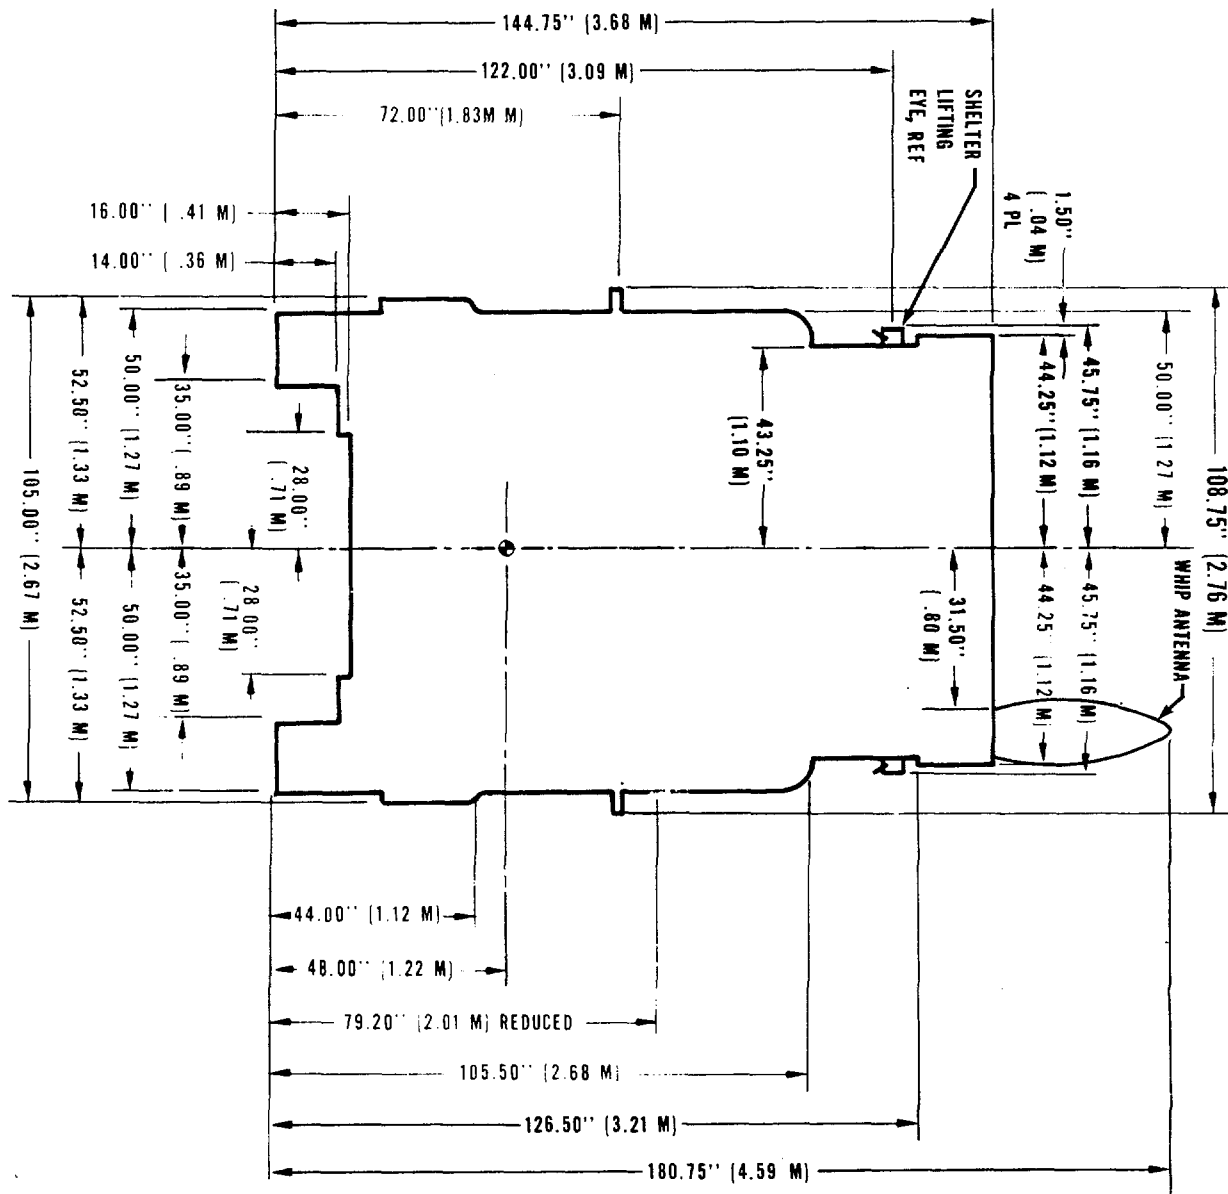 144.75'' (3.68 M)
122.00'' (3.09 M)
72.00'' (1.83M M)
SHELTER
LIFTING
EYE, REF
1.50''
( .04 M)
4 PL
16.00'' ( .41 M)
14.00'' ( .36 M)
50.00'' (1.27 M)
45.75'' (1.16 M)
44.25'' (1.12 M)
43.25''
(1.10 M)
108.75'' (2.76 M)
105.00'' (2.67 M)
52.50'' (1.33 M)
50.00'' (1.27 M)
35.00'' ( .89 M)
28.00''
( .71 M)
52.50'' (1.33 M)
50.00'' (1.27 M)
35.00'' ( .89 M)
28.00''
( .71 M)
31.50''
( .80 M)
44.25'' (1.12 M)
45.75'' (1.16 M)
WHIP ANTENNA
44.00'' (1.12 M)
48.00'' (1.22 M)
79.20'' (2.01 M) REDUCED
105.50'' (2.68 M)
126.50'' (3.21 M)
180.75'' (4.59 M)